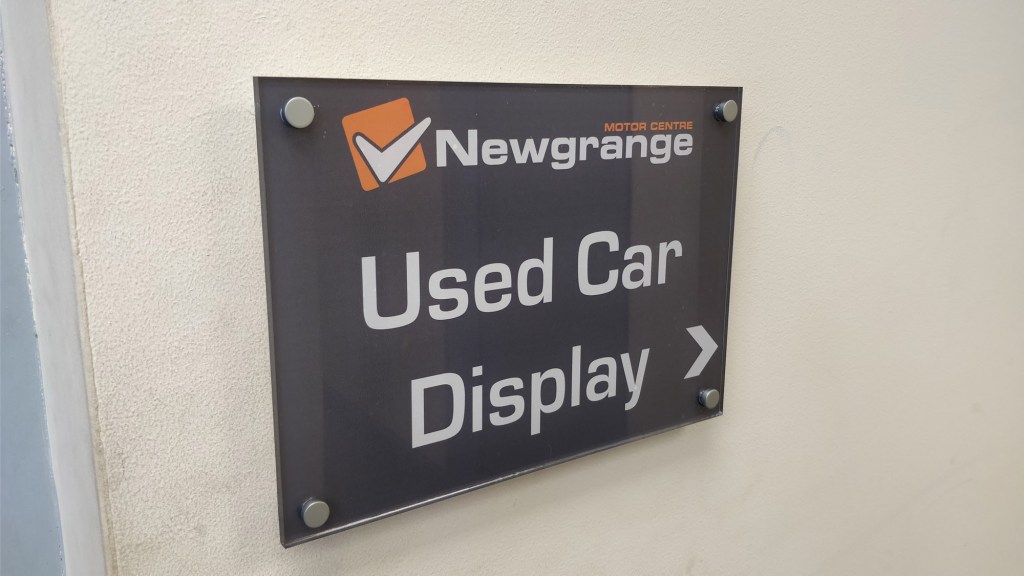 MOTOR CENTRE
Newgrange
Used Car
Display